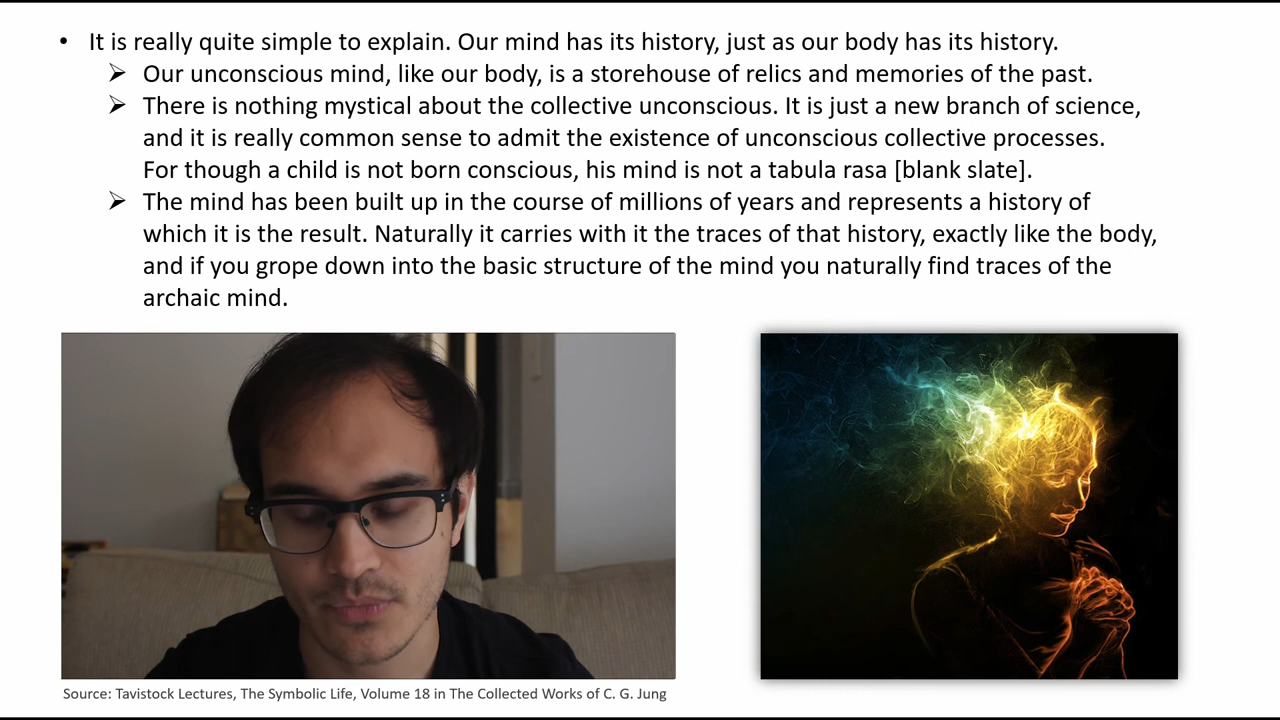 • It is really quite simple to explain. Our mind has its history, just as our body has its history.
➢ Our unconscious mind, like our body, is a storehouse of relics and memories of the past.
➢ There is nothing mystical about the collective unconscious. It is just a new branch of science,
and it is really common sense to admit the existence of unconscious collective processes.
For though a child is not born conscious, his mind is not a tabula rasa [blank slate].
➢ The mind has been built up in the course of millions of years and represents a history of
which it is the result. Naturally it carries with it the traces of that history, exactly like the body,
and if you grope down into the basic structure of the mind you naturally find traces of the
archaic mind.
Source: Tavistock Lectures, The Symbolic Life, Volume 18 in The Collected Works of C. G. Jung